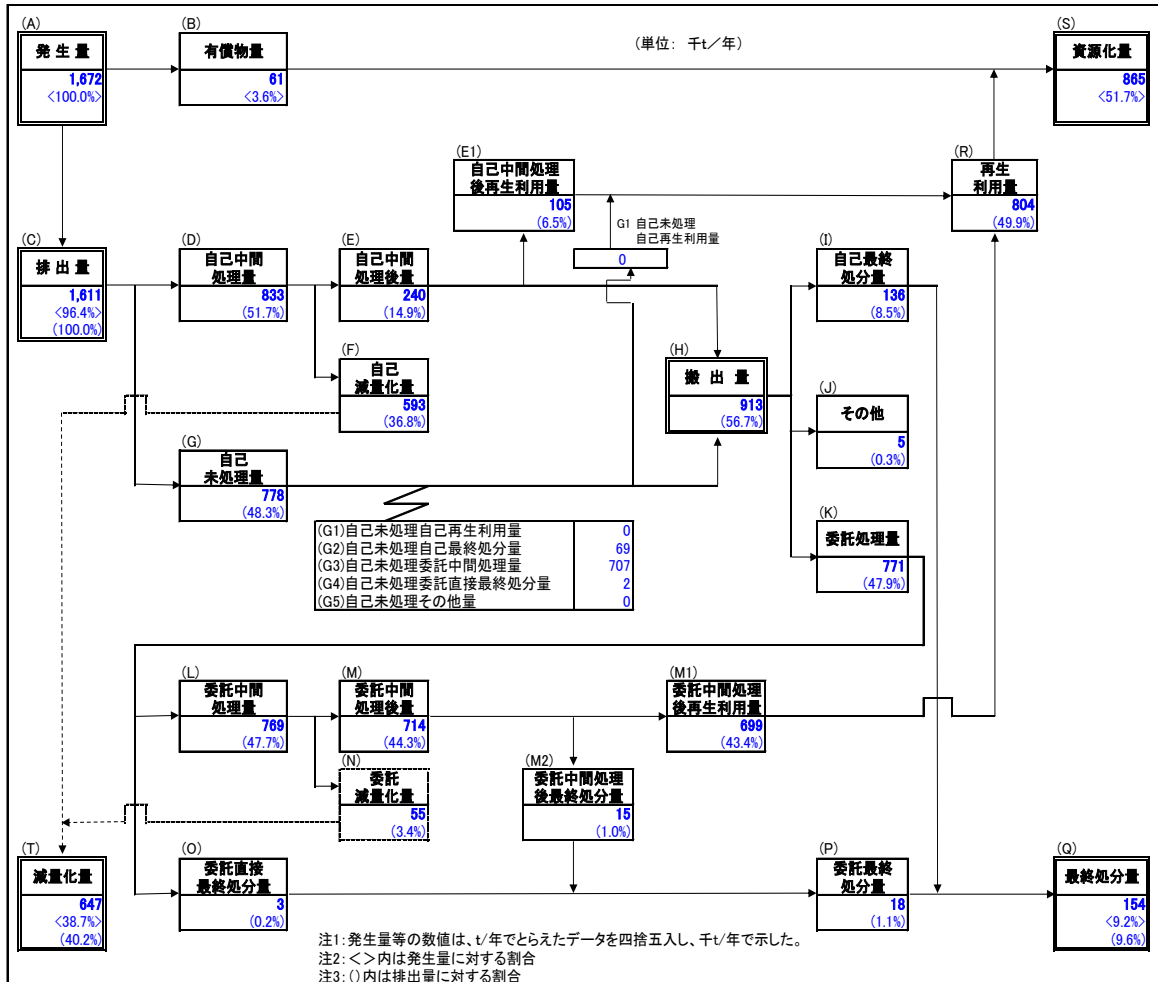 (A)
発 生 量
1,672
<100.0%>
(B)
有償物量
61
<3.6%>
(単位: 千t/年)
(S)
資源化量
865
<51.7%>
(E1)
自己中間処理
後再生利用量
105
(6.5%)
G1 自己未処理
自己再生利用量
0
(R)
再生
利用量
804
(49.9%)
(C)
排 出 量
1,611
<96.4%>
(100.0%)
(D)
自己中間
処理量
833
(51.7%)
(E)
自己中間
処理後量
240
(14.9%)
(I)
自己最終
処分量
136
(8.5%)
(F)
自己
減量化量
593
(36.8%)
(H)
搬 出 量
913
(56.7%)
(J)
その他
5
(0.3%)
(G)
自己
未処理量
778
(48.3%)
(K)
委託処理量
771
(47.9%)
(G1)自己未処理自己再生利用量 0
(G2)自己未処理自己最終処分量 69
(G3)自己未処理委託中間処理量 707
(G4)自己未処理委託直接最終処分量 2
(G5)自己未処理その他量 0
(L)
委託中間
処理量
769
(47.7%)
(M)
委託中間
処理後量
714
(44.3%)
(M1)
委託中間処理
後再生利用量
699
(43.4%)
(N)
委託
減量化量
55
(3.4%)
(M2)
委託中間処理
後最終処分量
15
(1.0%)
(T)
減量化量
647
<38.7%>
(40.2%)
(O)
委託直接
最終処分量
3
(0.2%)
(P)
委託最終
処分量
18
(1.1%)
(Q)
最終処分量
154
<9.2%>
(9.6%)
注1:発生量等の数値は、t/年でとらえたデータを四捨五入し、千t/年で示した。
注2:<>内は発生量に対する割合
注3:()内は排出量に対する割合